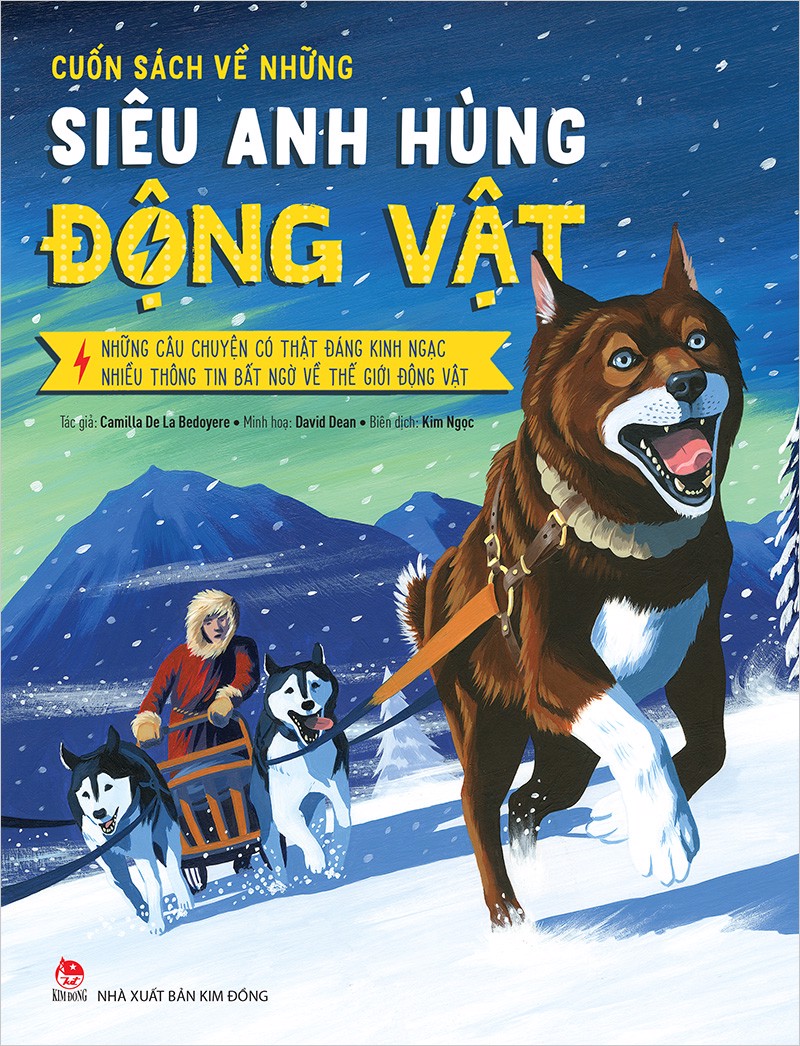 CUỐN SÁCH VỀ NHỮNG
SIÊU ANH HÙNG
ĐỘNG VẬT
NHỮNG CÂU CHUYỆN CÓ THẬT ĐÁNG KINH NGẠC
NHIỀU THÔNG TIN BẤT NGỜ VỀ THẾ GIỚI ĐỘNG VẬT
Tác giả: Camilla De La Bedoyere • Minh hoạ: David Dean • Biên dịch: Kim Ngọc
KIM ĐỒNG
NHÀ XUẤT BẢN KIM ĐỒNG